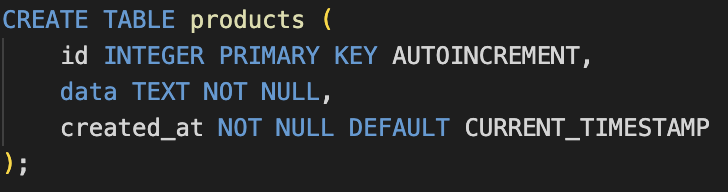 CREATE TABLE products (
    id INTEGER PRIMARY KEY AUTOINCREMENT,
    data TEXT NOT NULL,
    created_at NOT NULL DEFAULT CURRENT_TIMESTAMP
);